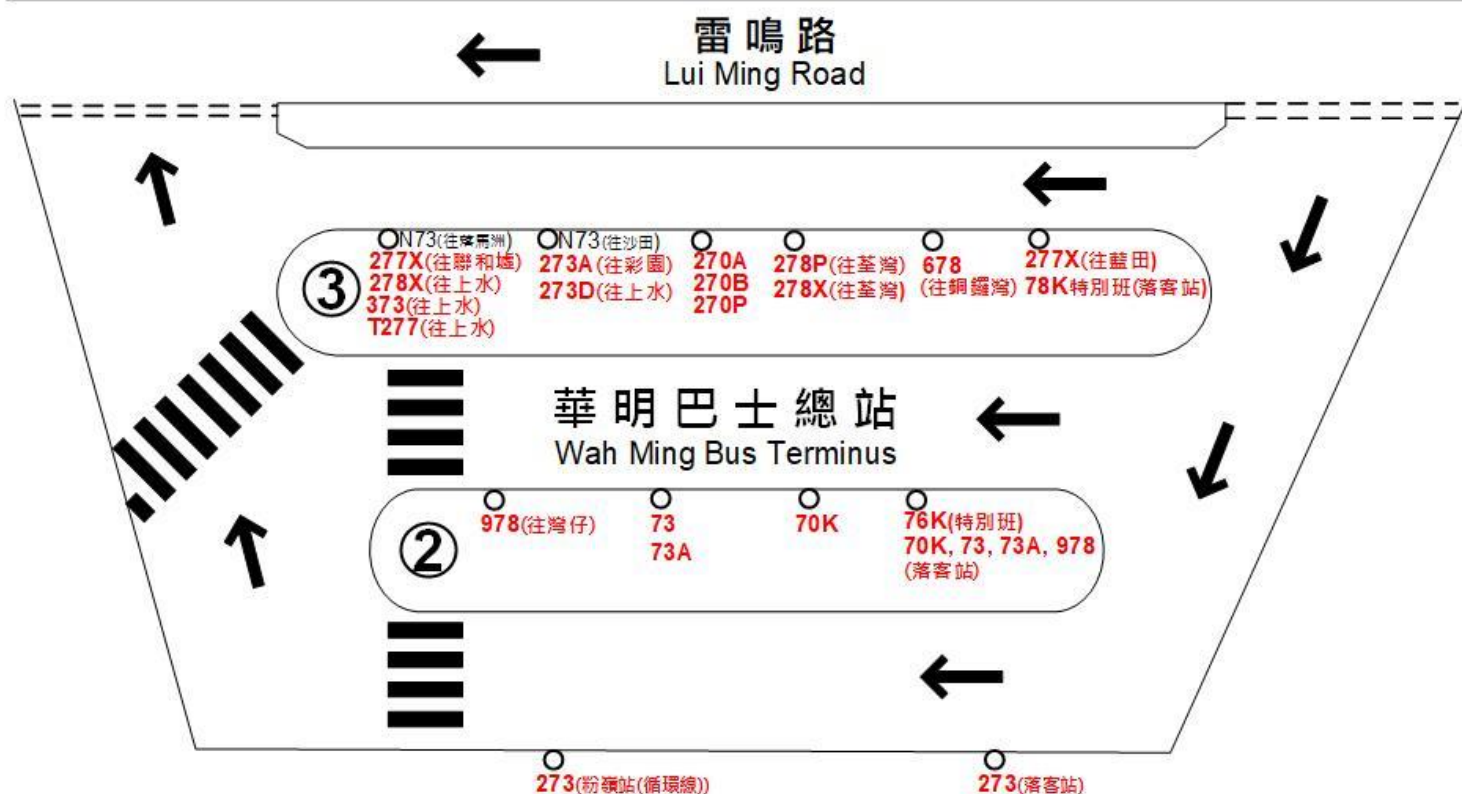 雷鳴路
Lui Ming Road
③
N73(往落馬洲)
277X(往聯和墟)
278X(往上水)
373(往上水)
T277(往上水)
N73(往沙田)
273A(往彩園)
273D(往上水)
270A
270B
270P
278P(往荃灣)
278X(往荃灣)
678
(往銅鑼灣)
277X(往藍田)
78K特別班(落客站)
華明巴士總站
Wah Ming Bus Terminus
②
978(往灣仔)
73
73A
70K
76K(特別班)
70K, 73, 73A, 978
(落客站)
273(粉嶺站(循環線))
273(落客站)